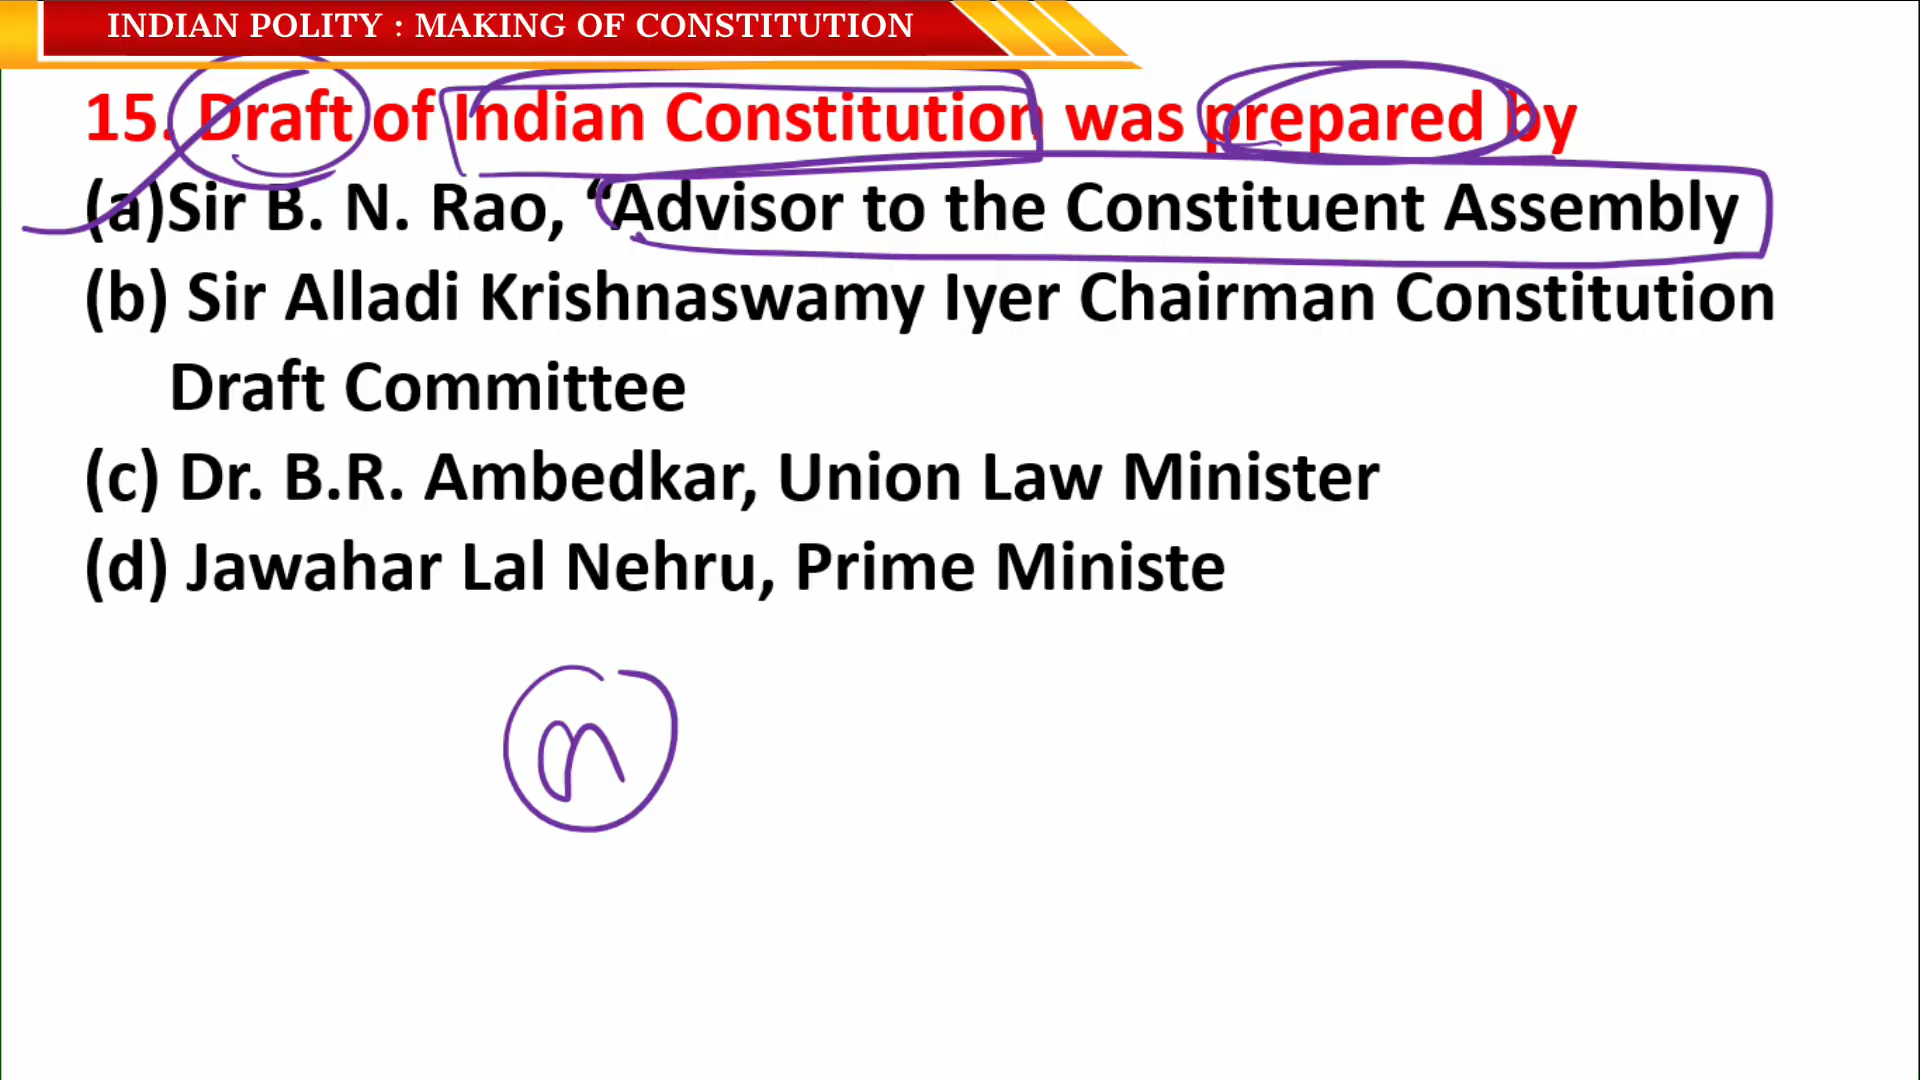 INDIAN POLITY : MAKING OF CONSTITUTION
15. Draft of Indian Constitution was prepared by
(a)Sir B. N. Rao, “Advisor to the Constituent Assembly
(b) Sir Alladi Krishnaswamy Iyer Chairman Constitution
Draft Committee
(c) Dr. B.R. Ambedkar, Union Law Minister
(d) Jawahar Lal Nehru, Prime Ministe